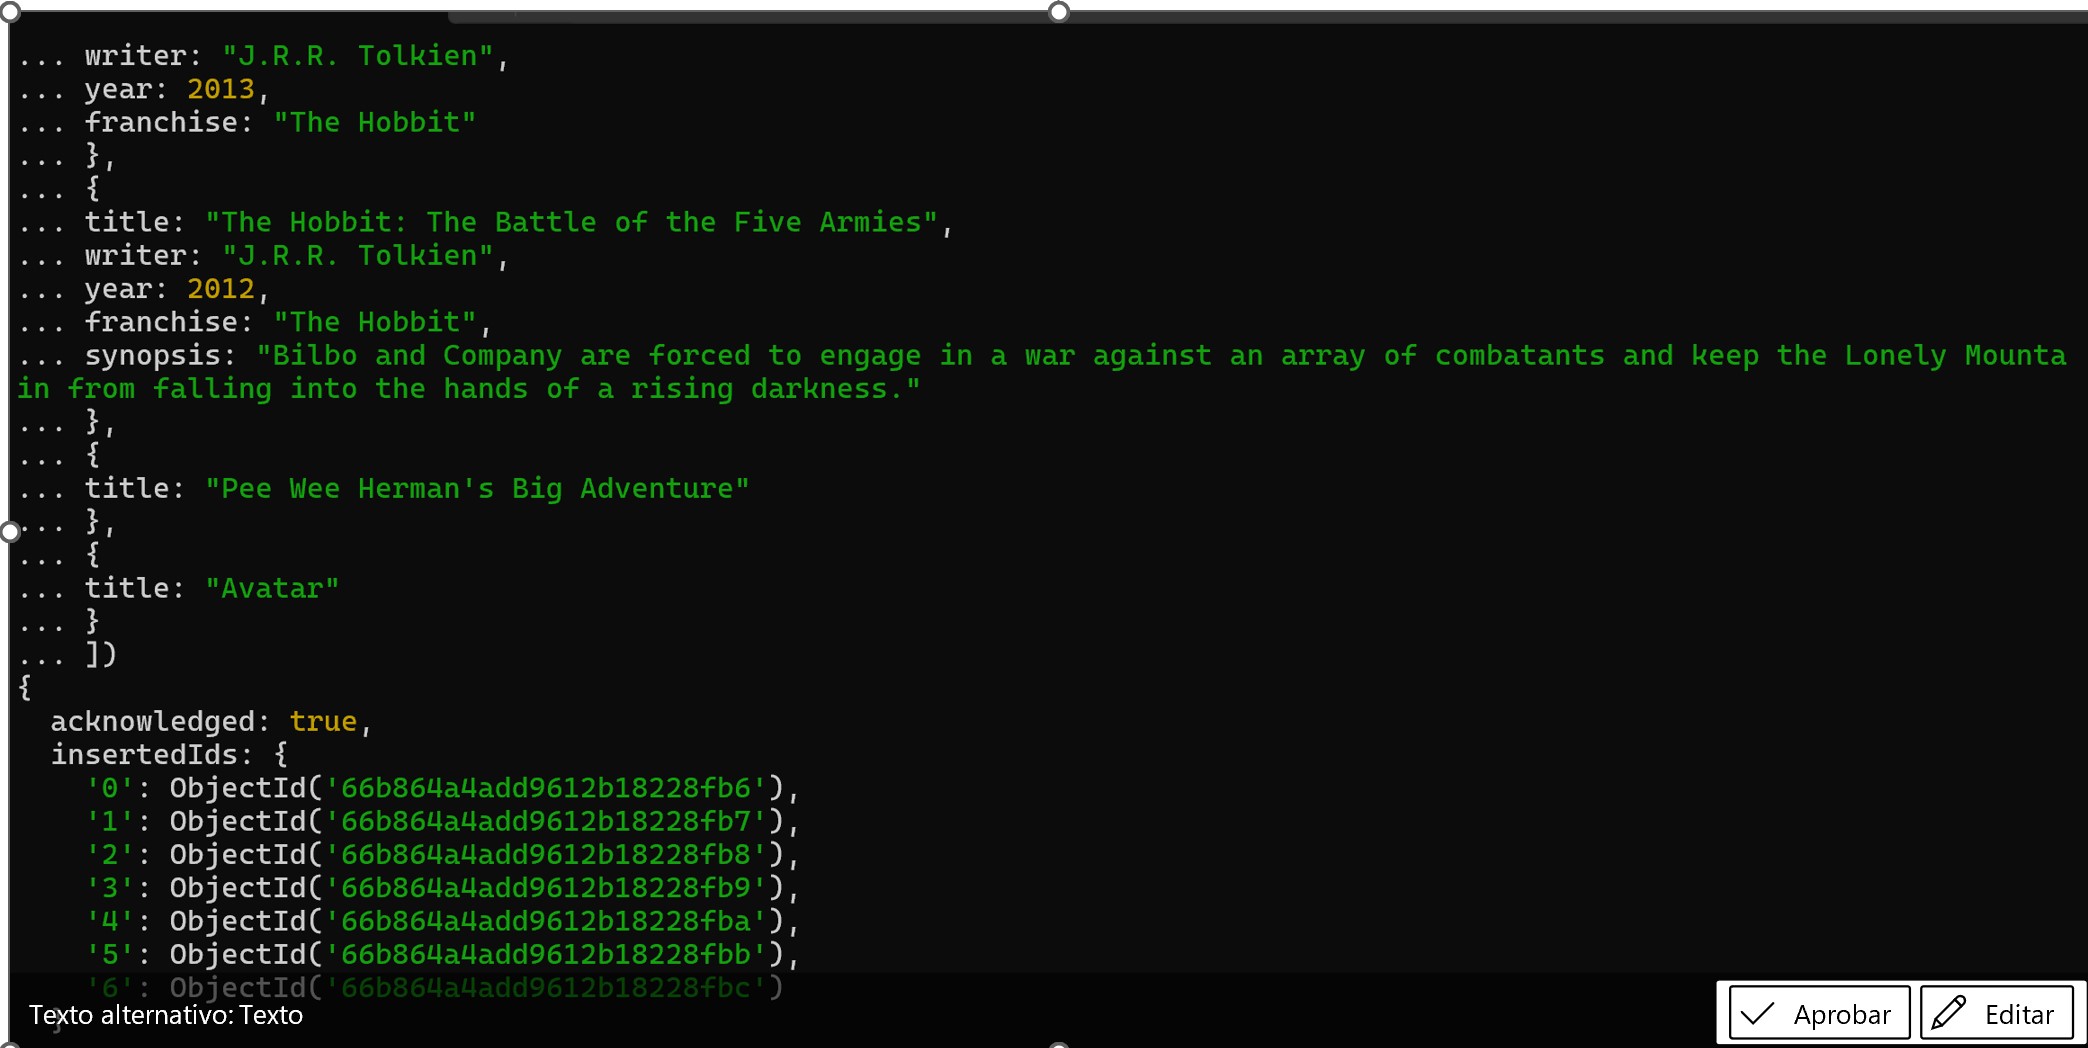 ... writer: "J.R.R. Tolkien",
... year: 2013,
... franchise: "The Hobbit"
... },
... {
... title: "The Hobbit: The Battle of the Five Armies",
... writer: "J.R.R. Tolkien",
... year: 2012,
... franchise: "The Hobbit",
... synopsis: "Bilbo and Company are forced to engage in a war against an array of combatants and keep the Lonely Mounta
in from falling into the hands of a rising darkness."
... },
... {
... title: "Pee Wee Herman's Big Adventure"
... },
... {
... title: "Avatar"
... }
... ])
{
  acknowledged: true,
  insertedIds: {
    '0': ObjectId('66b864a4add9612b18228fb6'),
    '1': ObjectId('66b864a4add9612b18228fb7'),
    '2': ObjectId('66b864a4add9612b18228fb8'),
    '3': ObjectId('66b864a4add9612b18228fb9'),
    '4': ObjectId('66b864a4add9612b18228fba'),
    '5': ObjectId('66b864a4add9612b18228fbb'),
    '6': ObjectId('66b864a4add9612b18228fbc')
  }
Texto alternativo: Texto
Aprobar
Editar